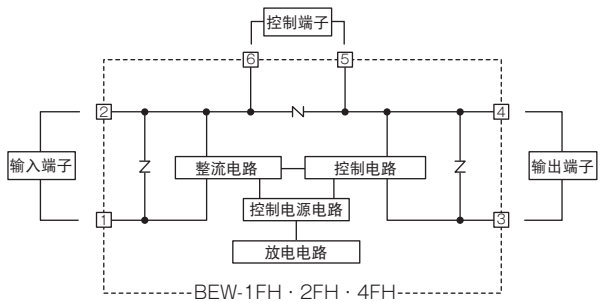 控制端子
6
5
2
4
输入端子
整流电路
控制电路
输出端子
控制电源电路
1
3
放电电路
BEW-1FH · 2FH · 4FH